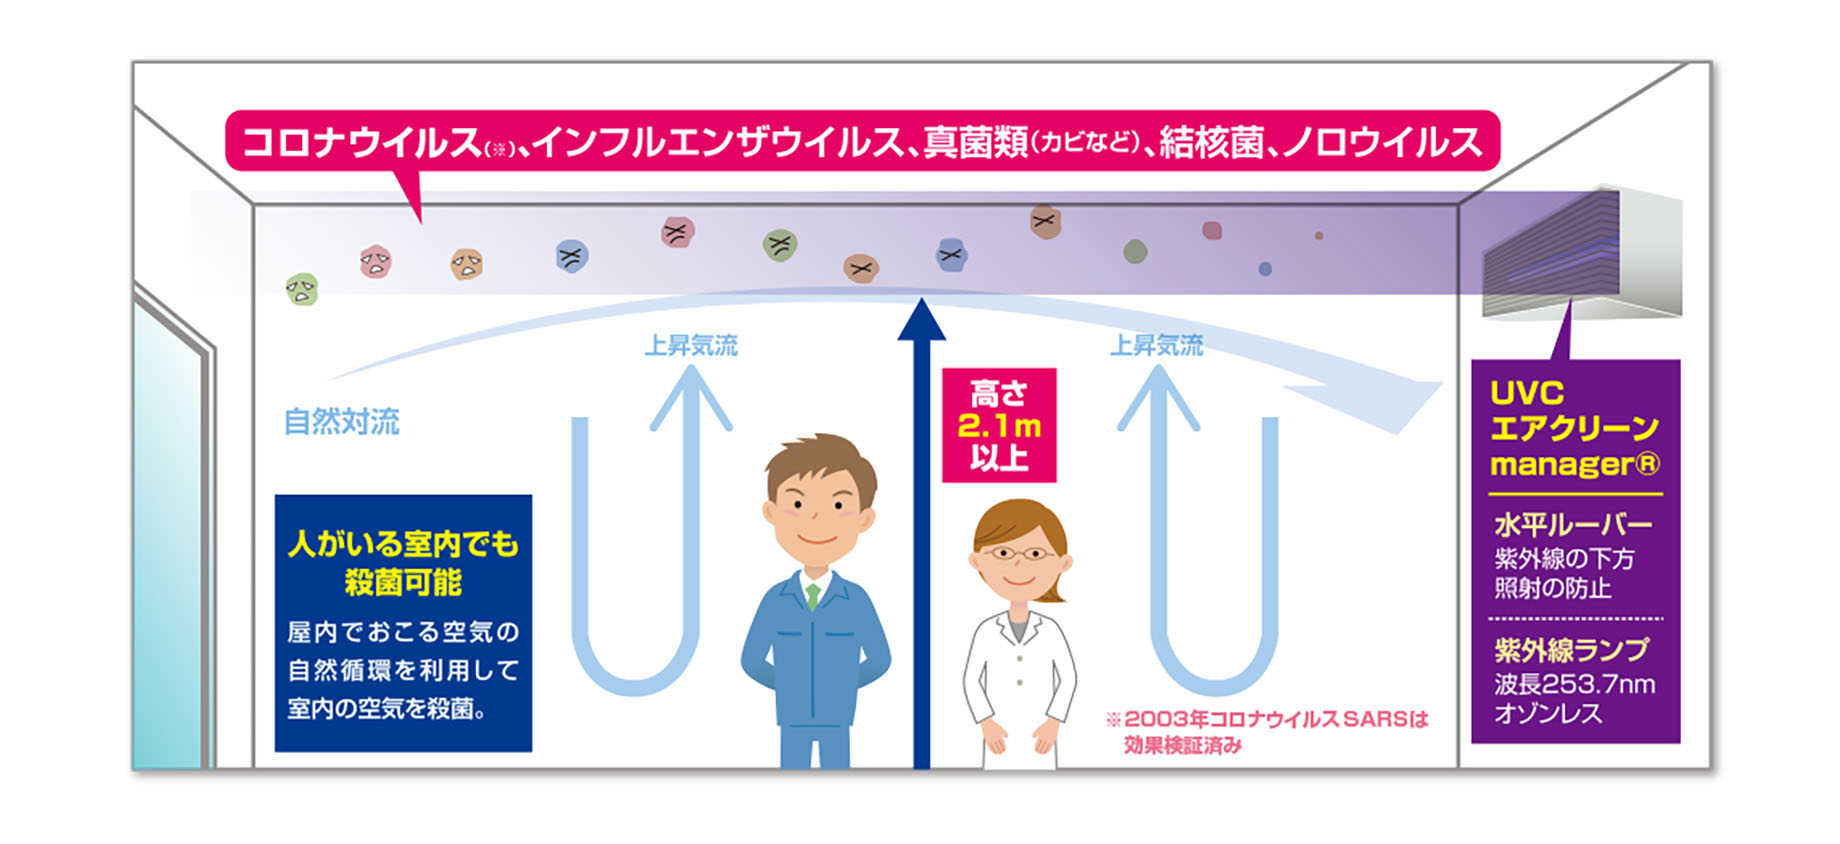 コロナウイルス(※)、インフルエンザウイルス、真菌類(カビなど)、結核菌、ノロウイルス
上昇気流
上昇気流
自然対流
高さ
2.1m
以上
人がいる室内でも
殺菌可能
屋内でおこる空気の
自然循環を利用して
室内の空気を殺菌。
※2003年コロナウイルスSARSは
効果検証済み
UVC
エアクリーン
manager®
水平ルーバー
紫外線の下方
照射の防止
紫外線ランプ
波長253.7nm
オゾンレス